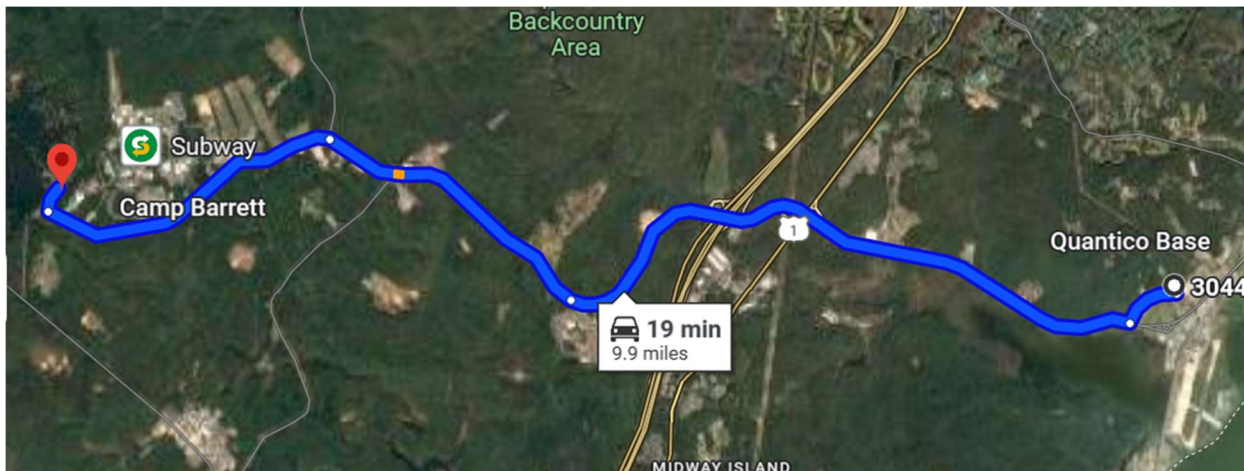 Backcountry
Area
Subway
Camp Barrett
1
Quantico Base
3044
19 min
9.9 miles
MIDWAY ISLAND